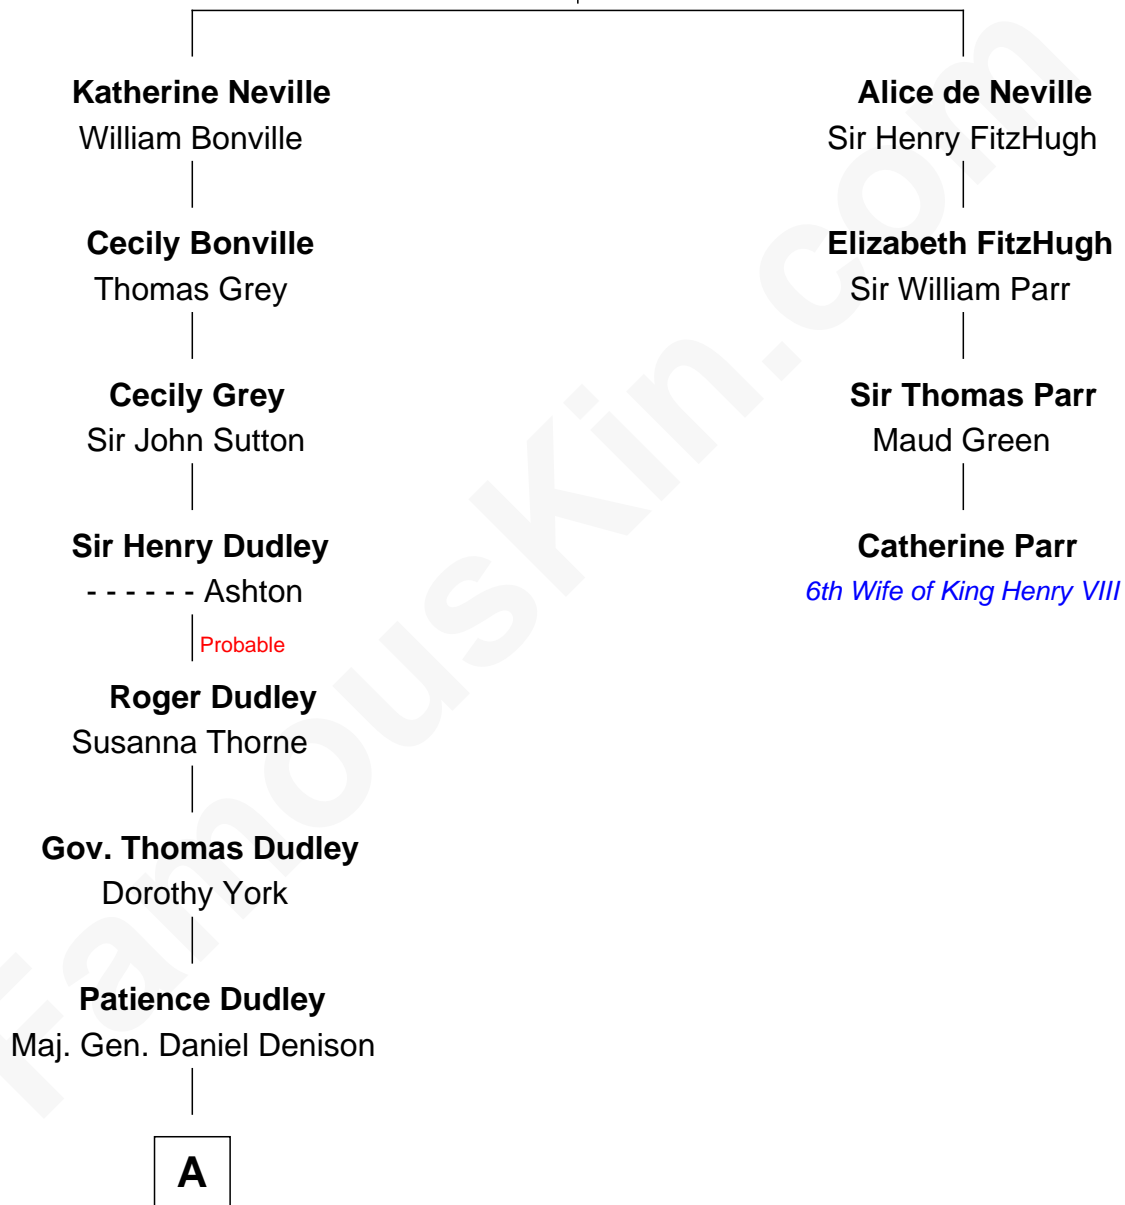 Katherine Neville
William Bonville
Alice de Neville
Sir Henry FitzHugh
Cecily Bonville
Thomas Grey
Elizabeth FitzHugh
Sir William Parr
Cecily Grey
Sir John Sutton
Sir Thomas Parr
Maud Green
Sir Henry Dudley
- - - - - - Ashton
Probable
Catherine Parr
6th Wife of King Henry VIII
Roger Dudley
Susanna Thorne
Gov. Thomas Dudley
Dorothy York
Patience Dudley
Maj. Gen. Daniel Denison
A
FamousKin.com